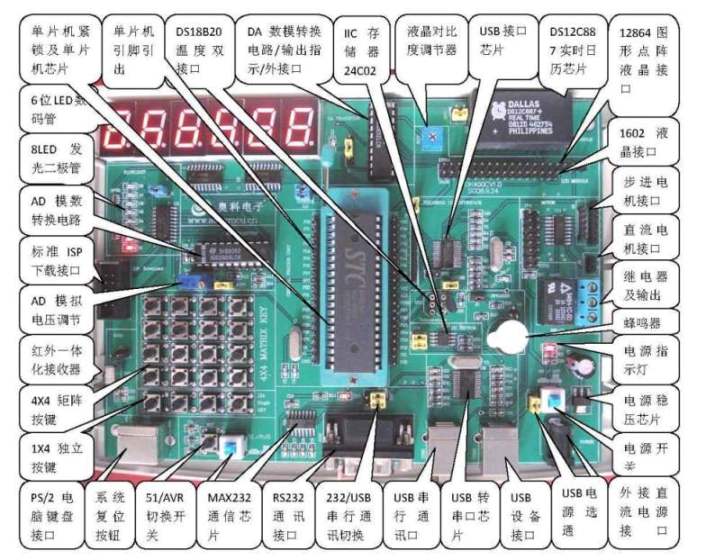 单片机紧
锁及单片
机芯片
单片机
引脚引
出
DS18B20
温度双
接口
DA 数模转换
电路/输出指
示/外接口
IIC 存
储器
24C02
液晶对比
度调节器
USB接口
芯片
DS12C88
7实时日
历芯片
12864 图
形点阵
液晶接
口
6 位 LED 数
码管
8LED 发
光二极管
AD 模数
转换电路
标准 ISP
下载接口
AD 模拟
电压调节
红外一体
化接收器
4X4 矩阵
按键
1X4 独立
按键
1602 液
晶接口
步进电
机接口
直流电
机接口
继电器
及输出
蜂鸣器
电源指
示灯
电源稳
压芯片
电源开
关
DALLAS
DS12C887+
REAL TIME
PHILIPPINES
奥科电子
STC
4X4 MATRIX KEY
PS/2 电
脑键盘
接口
系统
复位
按钮
51/AVR
切换开
关
MAX232
通信芯
片
RS232
通讯接
口
232/USB
串行通
讯切换
USB 串
行通
讯口
USB 转
串口芯
片
USB
设备
接口
USB 电
源选
通
外接直
流电源
接口